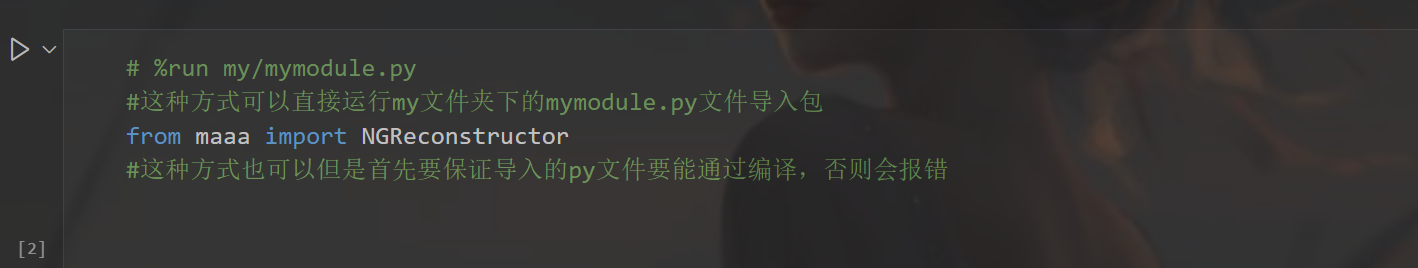 # %run my/mymodule.py
#这种方式可以直接运行my文件夹下的mymodule.py文件导入包
from maaa import NGReconstructor
#这种方式也可以但是首先要保证导入的py文件要能通过编译，否则会报错
[2]